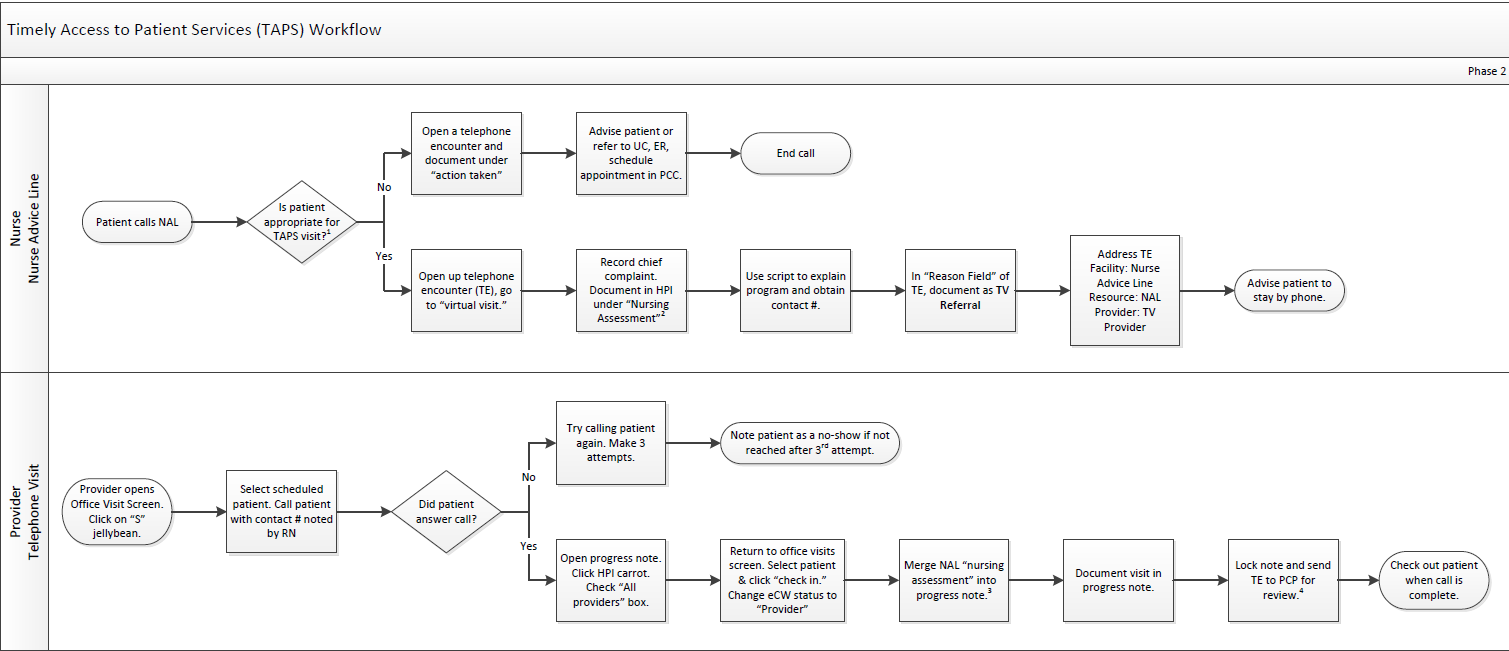 Timely Access to Patient Services (TAPS) Workflow
Phase 2
Nurse
Nurse Advice Line
Patient calls NAL
Is patient
appropriate for
TAPS visit?¹
No
Open a telephone
encounter and
document under
“action taken”
Advise patient or
refer to UC, ER,
schedule
appointment in PCC.
End call
Yes
Open up telephone
encounter (TE), go
to “virtual visit.”
Record chief
complaint.
Document in HPI
under “Nursing
Assessment”²
Use script to explain
program and obtain
contact #.
In “Reason Field” of
TE, document as TV
Referral
Address TE
Facility: Nurse
Advice Line
Resource: NAL
Provider: TV
Provider
Advise patient to
stay by phone.
Provider
Telephone Visit
Provider opens
Office Visit Screen.
Click on “S”
jellybean.
Select scheduled
patient. Call patient
with contact # noted
by RN
Did patient
answer call?
No
Try calling patient
again. Make 3
attempts.
Note patient as a no-show if not
reached after 3rd attempt.
Yes
Open progress note.
Click HPI carrot.
Check “All
providers” box.
Return to office visits
screen. Select patient
& click “check in.”
Change eCW status to
“Provider”
Merge NAL “nursing
assessment” into
progress note.³
Document visit in
progress note.
Lock note and send
TE to PCP for
review.⁴
Check out patient
when call is
complete.